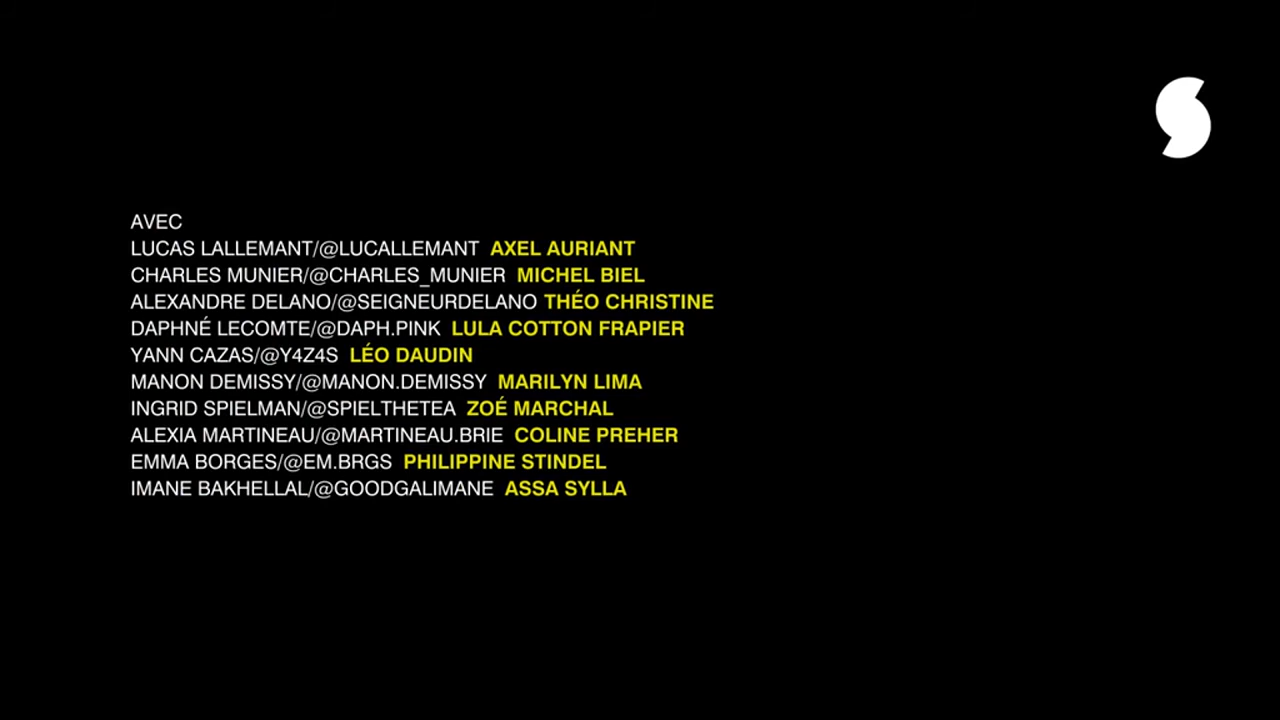 AVEC
LUCAS LALLEMANT/@LUCALLEMANT AXEL AURIANT
CHARLES MUNIER/@CHARLES_MUNIER MICHEL BIEL
ALEXANDRE DELANO/@SEIGNEURDELANO THÉO CHRISTINE
DAPHNÉ LECOMTE/@DAPH.PINK LULA COTTON FRAPIER
YANN CAZAS/@Y4Z4S LÉO DAUDIN
MANON DEMISSY/@MANON.DEMISSY MARILYN LIMA
INGRID SPIELMAN/@SPIELTHETEA ZOÉ MARCHAL
ALEXIA MARTINEAU/@MARTINEAU.BRIE COLINE PREHER
EMMA BORGES/@EM.BRGS PHILIPPINE STINDEL
IMANE BAKHELLAL/@GOODGALIMANE ASSA SYLLA